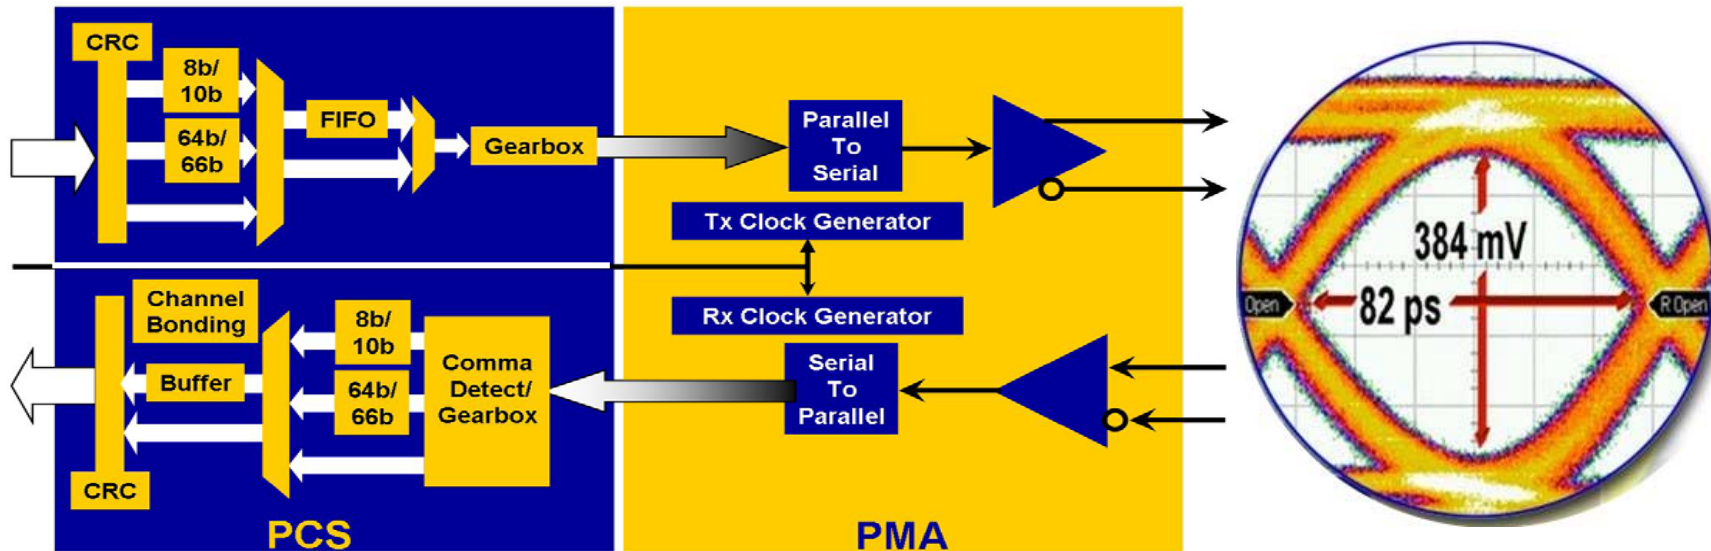 CRC
8b/
10b
64b/
66b
FIFO
Gearbox
Parallel
To
Serial
Tx Clock Generator
Channel
Bonding
Buffer
CRC
8b/
10b
64b/
66b
Comma
Detect/
Gearbox
Rx Clock Generator
Serial
To
Parallel
PCS
PMA
384 mV
82 ps
Open
R Open